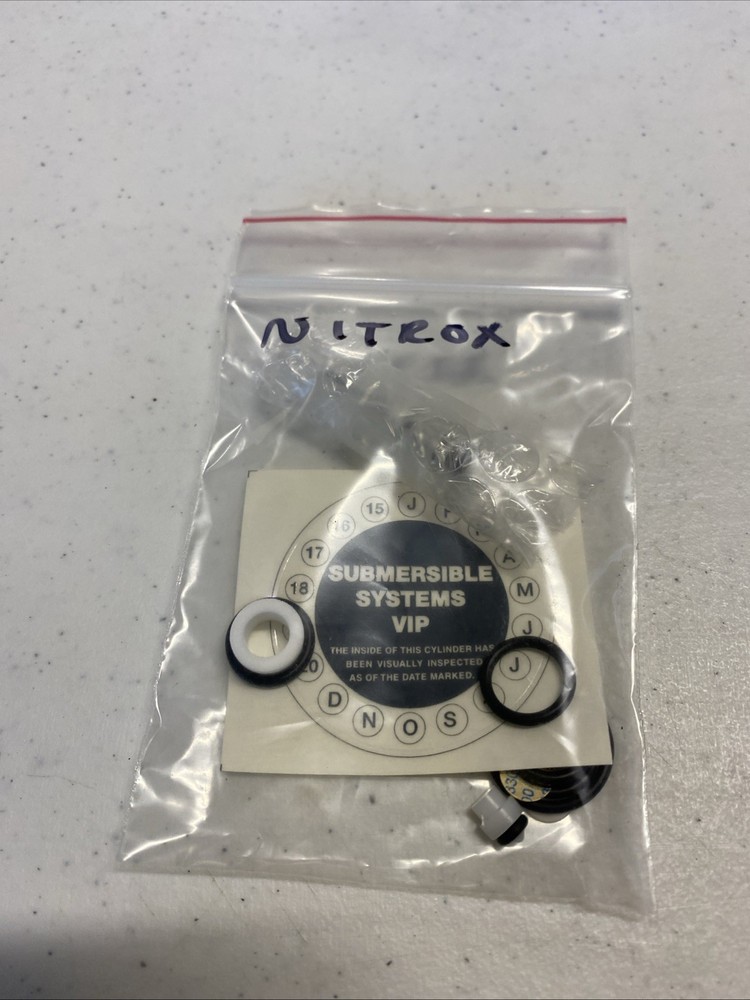 NITROX
15 J F
16 A
17
18 M
J
J
SUBMERSIBLE
SYSTEMS
VIP
THE INSIDE OF THIS CYLINDER HAS
BEEN VISUALLY INSPECTED
AS OF THE DATE MARKED.
D N O S